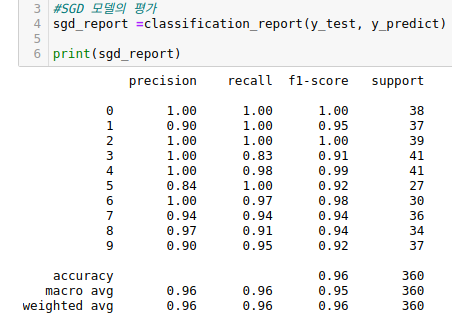 3 #SGD 모델의 평가
4 sgd_report =classification_report(y_test, y_predict)
5
6 print(sgd_report)
precision recall f1-score support
0 1.00 1.00 1.00 38
1 0.90 1.00 0.95 37
2 1.00 1.00 1.00 39
3 1.00 0.83 0.91 41
4 1.00 0.98 0.99 41
5 0.84 1.00 0.92 27
6 1.00 0.97 0.98 30
7 0.94 0.94 0.94 36
8 0.97 0.91 0.94 34
9 0.90 0.95 0.92 37
accuracy 0.96 360
macro avg 0.96 0.96 0.95 360
weighted avg 0.96 0.96 0.96 360